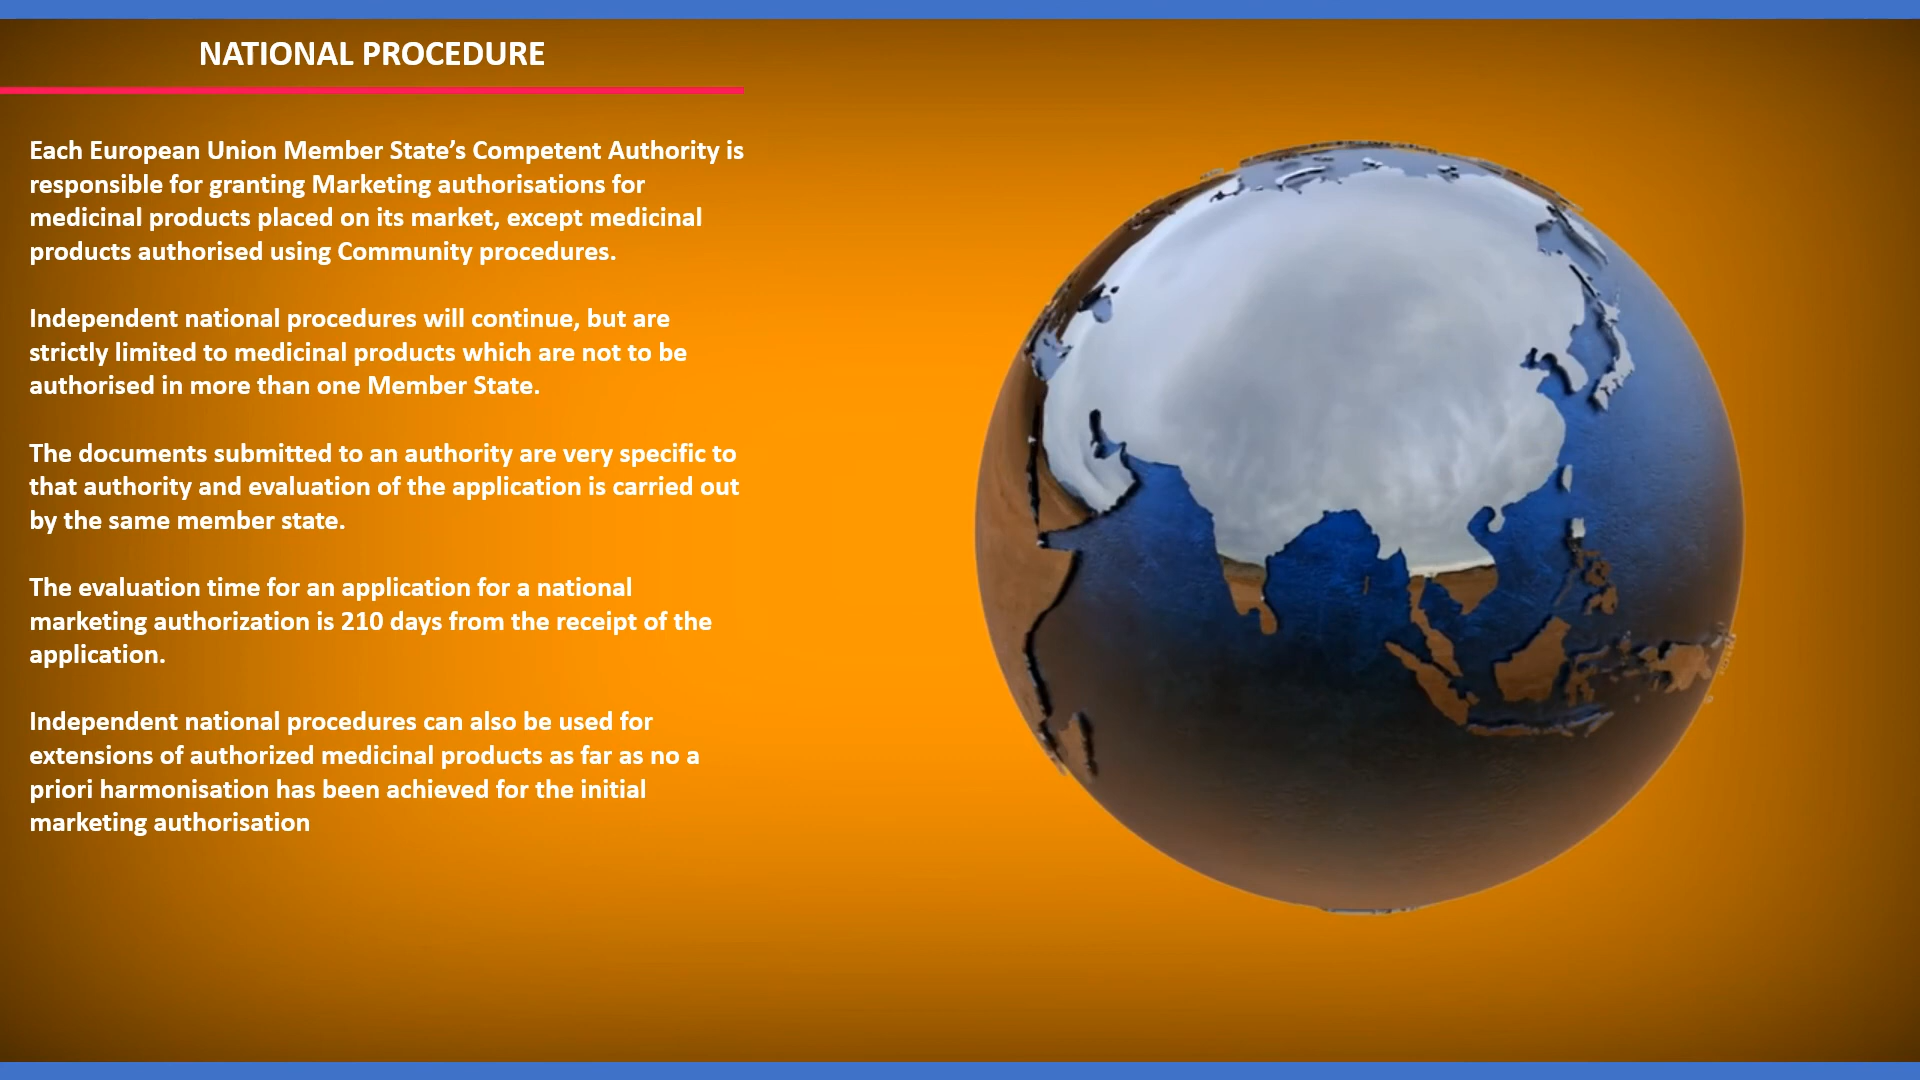 NATIONAL PROCEDURE
Each European Union Member State’s Competent Authority is
responsible for granting Marketing authorisations for
medicinal products placed on its market, except medicinal
products authorised using Community procedures.
Independent national procedures will continue, but are
strictly limited to medicinal products which are not to be
authorised in more than one Member State.
The documents submitted to an authority are very specific to
that authority and evaluation of the application is carried out
by the same member state.
The evaluation time for an application for a national
marketing authorization is 210 days from the receipt of the
application.
Independent national procedures can also be used for
extensions of authorized medicinal products as far as no a
priori harmonisation has been achieved for the initial
marketing authorisation